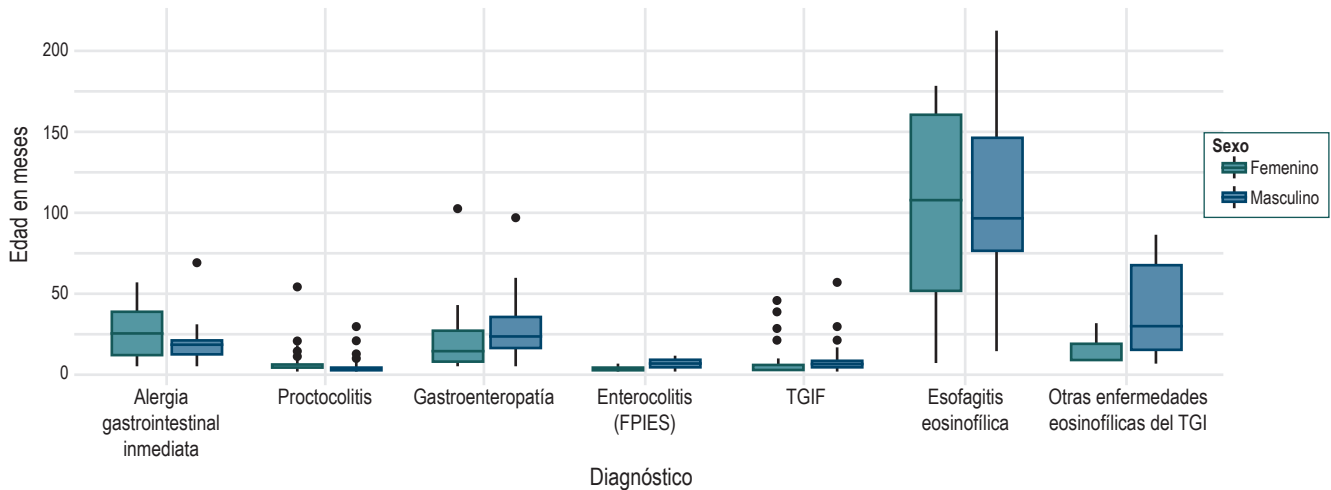 Edad en meses
200
150
100
50
0
Alergia
gastrointestinal
inmediata
Proctocolitis
Gastroenteropatía
Enterocolitis
(FPIES)
TGIF
Esofagitis
eosinofílica
Otras enfermedades
eosinofílicas del TGI
Diagnóstico
Sexo
Femenino
Masculino